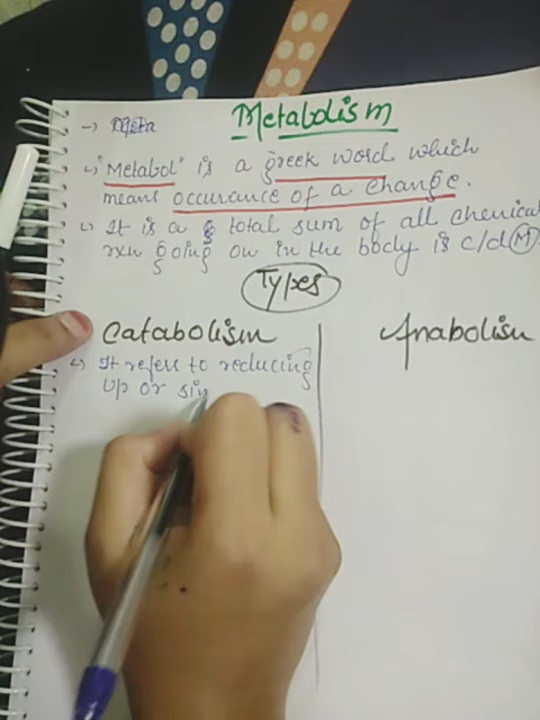 Metabolism
→ Meta
↳ "Metabol" is a greek word which
means occurance of a change.
↳ It is a total sum of all chemical
rxn going on in the body is c/d M
Types
Catabolism
Anabolism
↳ It refers to reducing
up or sin